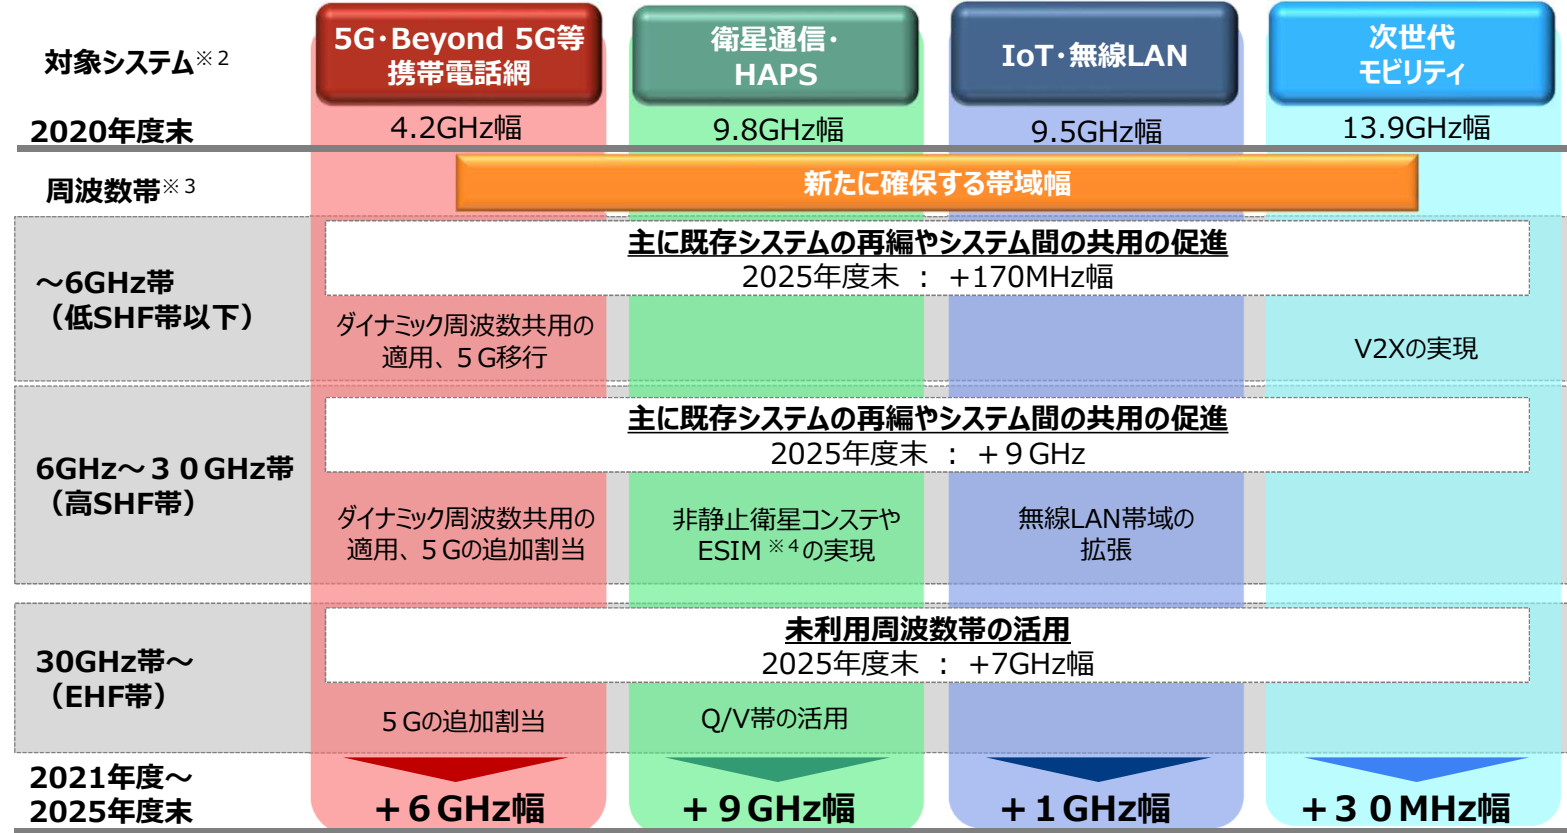 対象システム※2
5G・Beyond 5G等
携帯電話網
衛星通信・
HAPS
IoT・無線LAN
次世代
モビリティ
2020年度末
4.2GHz幅
9.8GHz幅
9.5GHz幅
13.9GHz幅
周波数帯※3
新たに確保する帯域幅
～6GHz帯
（低SHF帯以下）
主に既存システムの再編やシステム間の共用の促進
2025年度末 ： +170MHz幅
ダイナミック周波数共用の
適用、５G移行
V2Xの実現
6GHz～３０GHz帯
（高SHF帯）
主に既存システムの再編やシステム間の共用の促進
2025年度末 ： +９GHz
ダイナミック周波数共用の
適用、５Gの追加割当
非静止衛星コンステや
ESIM※4の実現
無線LAN帯域の
拡張
30GHz帯～
（EHF帯）
未利用周波数帯の活用
2025年度末 ： +7GHz幅
５Gの追加割当
Q/V帯の活用
2021年度～
2025年度末
＋６GHz幅
＋９GHz幅
＋１GHz幅
＋３０MHz幅